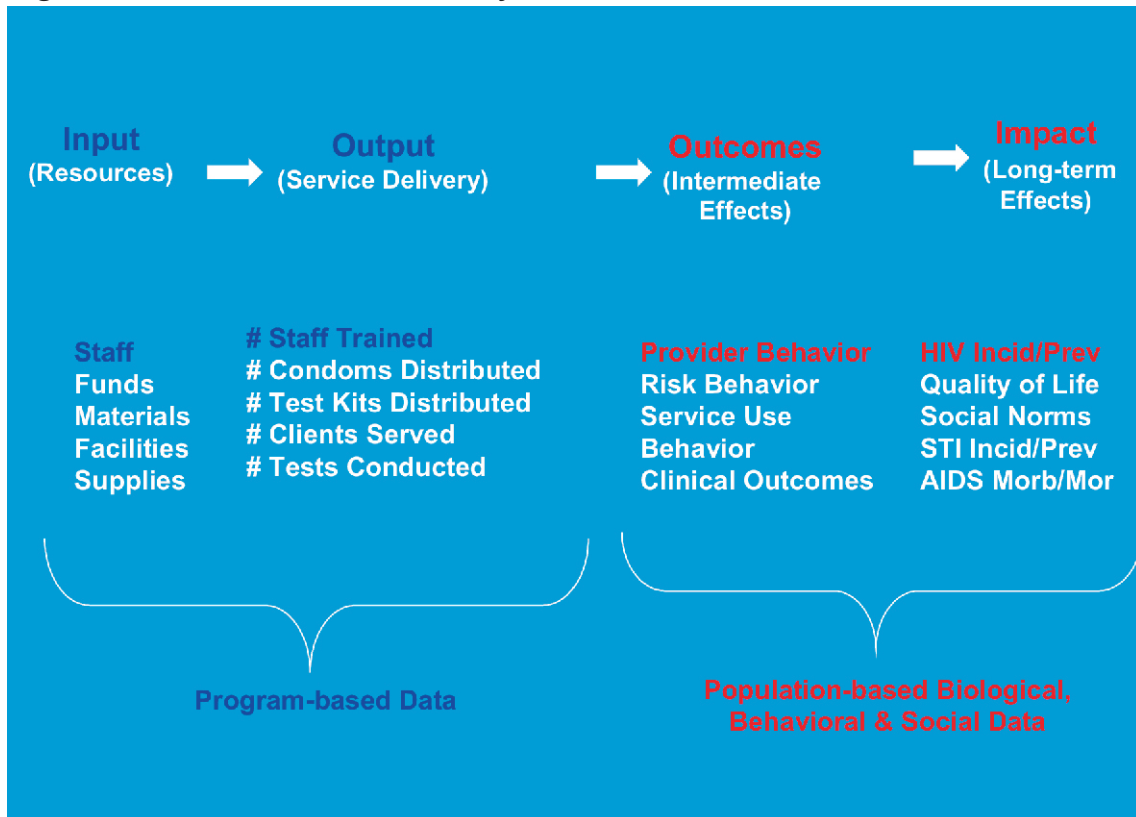 Input
(Resources)
Output
(Service Delivery)
Outcomes
(Intermediate
Effects)
Impact
(Long-term
Effects)
Staff
Funds
Materials
Facilities
Supplies
# Staff Trained
# Condoms Distributed
# Test Kits Distributed
# Clients Served
# Tests Conducted
Provider Behavior
Risk Behavior
Service Use
Behavior
Clinical Outcomes
HIV Incid/Prev
Quality of Life
Social Norms
STI Incid/Prev
AIDS Morb/Mor
Program-based Data
Population-based Biological,
Behavioral & Social Data